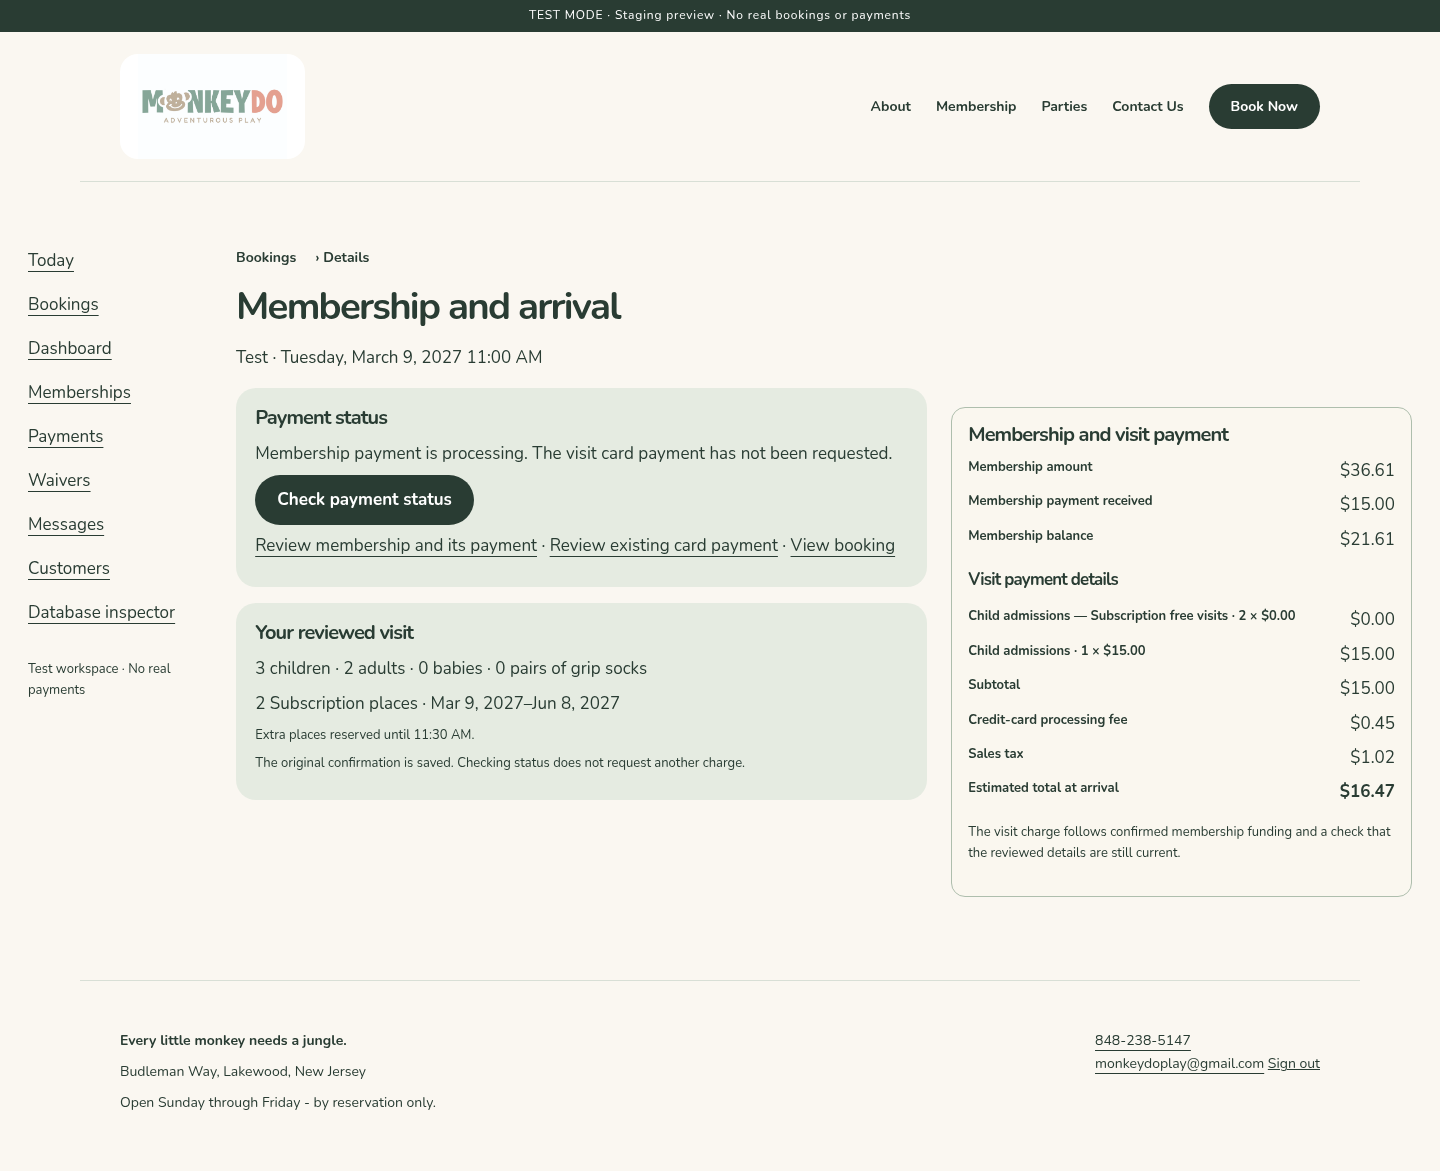 TEST MODE · Staging preview · No real bookings or payments
MONKEYDO
ADVENTUROUS PLAY
About Membership Parties Contact Us Book Now
Today
Bookings
Dashboard
Memberships
Payments
Waivers
Messages
Customers
Database inspector
Test workspace · No real
payments
Bookings › Details
Membership and arrival
Test · Tuesday, March 9, 2027 11:00 AM
Payment status
Membership payment is processing. The visit card payment has not been requested.
Check payment status
Review membership and its payment · Review existing card payment · View booking
Your reviewed visit
3 children · 2 adults · 0 babies · 0 pairs of grip socks
2 Subscription places · Mar 9, 2027–Jun 8, 2027
Extra places reserved until 11:30 AM.
The original confirmation is saved. Checking status does not request another charge.
Membership and visit payment
Membership amount $36.61
Membership payment received $15.00
Membership balance $21.61
Visit payment details
Child admissions — Subscription free visits · 2 × $0.00 $0.00
Child admissions · 1 × $15.00 $15.00
Subtotal $15.00
Credit-card processing fee $0.45
Sales tax $1.02
Estimated total at arrival $16.47
The visit charge follows confirmed membership funding and a check that
the reviewed details are still current.
Every little monkey needs a jungle.
Budleman Way, Lakewood, New Jersey
Open Sunday through Friday - by reservation only.
848-238-5147
monkeydoplay@gmail.com Sign out